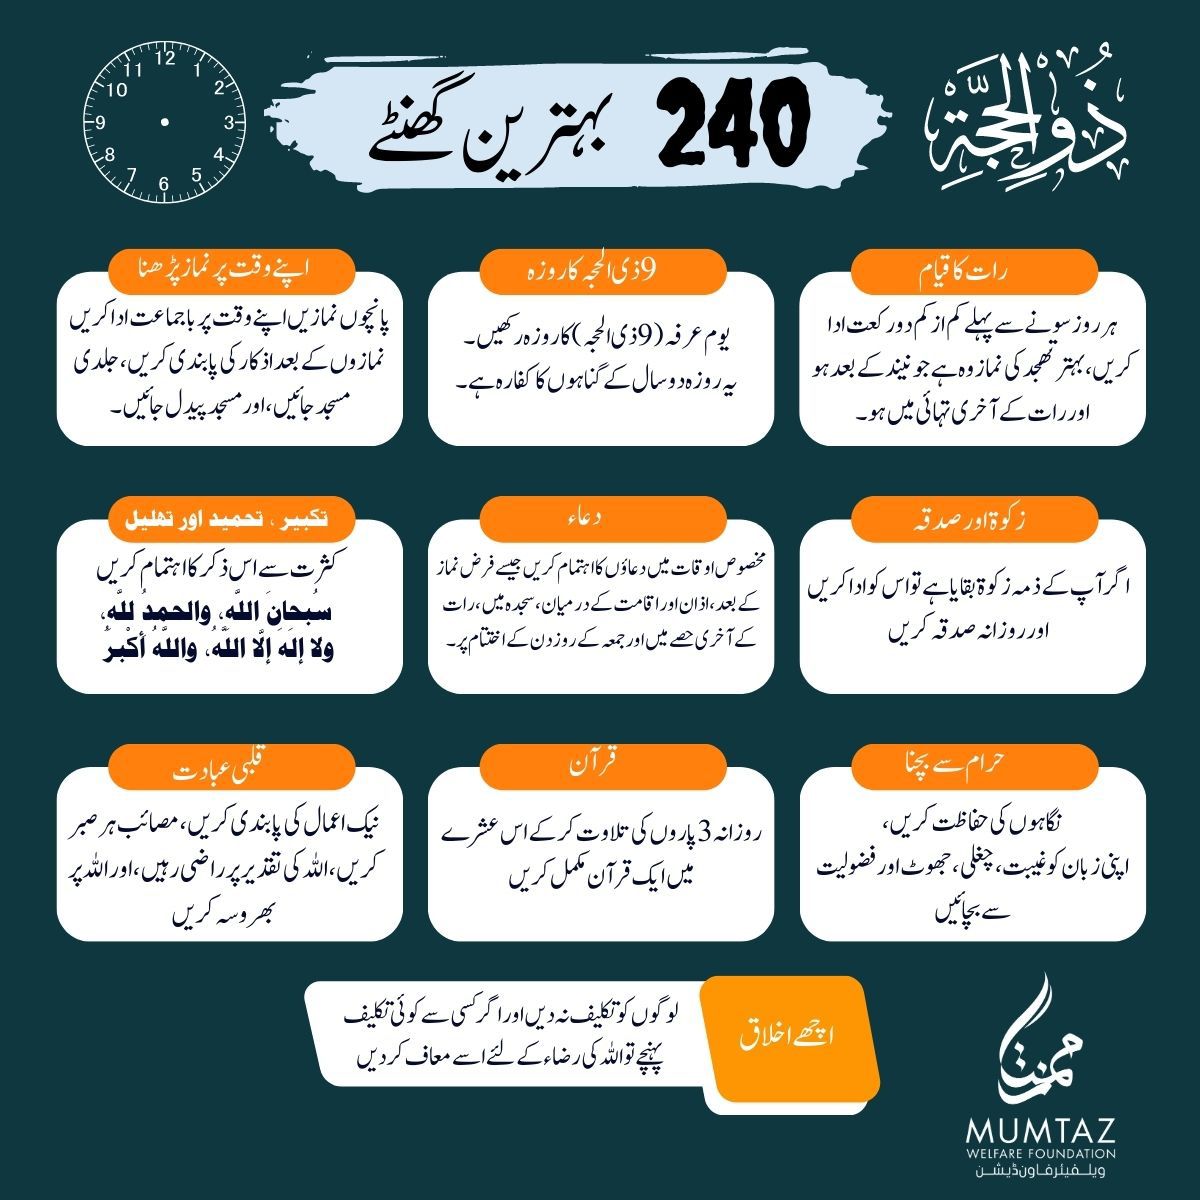 ذُو الْحِجَّة
240 بہترین گھنٹے
12
1
2
3
4
5
6
7
8
9
10
11
رات کا قیام
ہر روز سونے سے پہلے کم از کم دو رکعت ادا
کریں، بہتر تھجد کی نماز وہ ہے جو نیند کے بعد ہو
اور رات کے آخری تہائی میں ہو۔
9 ذی الحجہ کا روزہ
یوم عرفہ (9 ذی الحجہ) کا روزہ رکھیں۔
یہ روزہ دو سال کے گناہوں کا کفارہ ہے۔
اپنے وقت پر نماز پڑھنا
پانچوں نمازیں اپنے وقت پر باجماعت ادا کریں
نمازوں کے بعد اذکار کی پابندی کریں، جلدی
مسجد جائیں، اور مسجد پیدل جائیں۔
زکوۃ اور صدقہ
اگر آپ کے ذمہ زکوۃ بقایا ہے تو اس کو ادا کریں
اور روزانہ صدقہ کریں
دعاء
مخصوص اوقات میں دعاؤں کا اہتمام کریں جیسے فرض نماز
کے بعد، اذان اور اقامت کے درمیان، سجدہ میں، رات
کے آخری حصے میں اور جمعہ کے روز دن کے اختتام پر۔
تکبیر ، تحمید اور تھلیل
کثرت سے اس ذکر کا اہتمام کریں
سُبحانَ اللَّه، والحمدُ للَّه،
ولا إلهَ إلَّا اللَّهُ، واللَّهُ أكْبرُ
حرام سے بچنا
نگاہوں کی حفاظت کریں،
اپنی زبان کو غیبت، چغلی، جھوٹ اور فضولیت
سے بچائیں
قرآن
روزانہ 3 پاروں کی تلاوت کر کے اس عشرے
میں ایک قرآن مکمل کریں
قلبی عبادت
نیک اعمال کی پابندی کریں، مصائب ہر صبر
کریں، اللہ کی تقدیر پر راضی رہیں، اور اللہ پر
بھروسہ کریں
اچھے اخلاق
لوگوں کو تکلیف نہ دیں اور اگر کسی سے کوئی تکلیف
پہنچے تو اللہ کی رضاء کے لئے اسے معاف کر دیں
ممتاز
MUMTAZ
WELFARE FOUNDATION
ویلفیئر فاونڈیشن